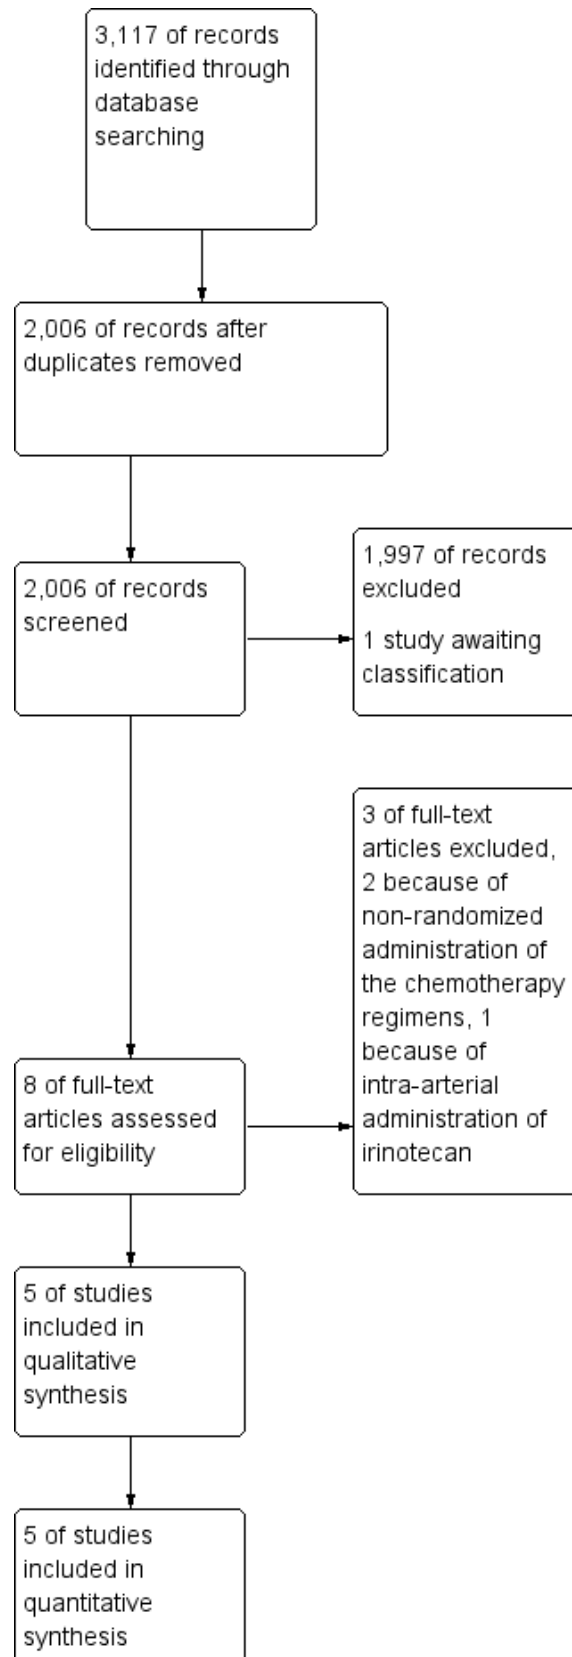 3,117 of records
identified through
database
searching
2,006 of records after
duplicates removed
2,006 of records
screened
1,997 of records
excluded
1 study awaiting
classification
3 of full-text
articles excluded,
2 because of
non-randomized
administration of
the chemotherapy
regimens, 1
because of
intra-arterial
administration of
irinotecan
8 of full-text
articles assessed
for eligibility
5 of studies
included in
qualitative
synthesis
5 of studies
included in
quantitative
synthesis